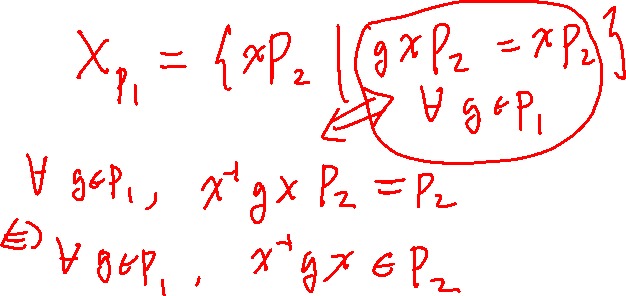 X_{P_1} = { xP_2 | gxP_2 = xP_2 }
⇔ ∀ g∈P_1
∀ g∈P_1, x^{-1}gxP_2 = P_2
⇔) ∀ g∈P_1, x^{-1}gx ∈ P_2